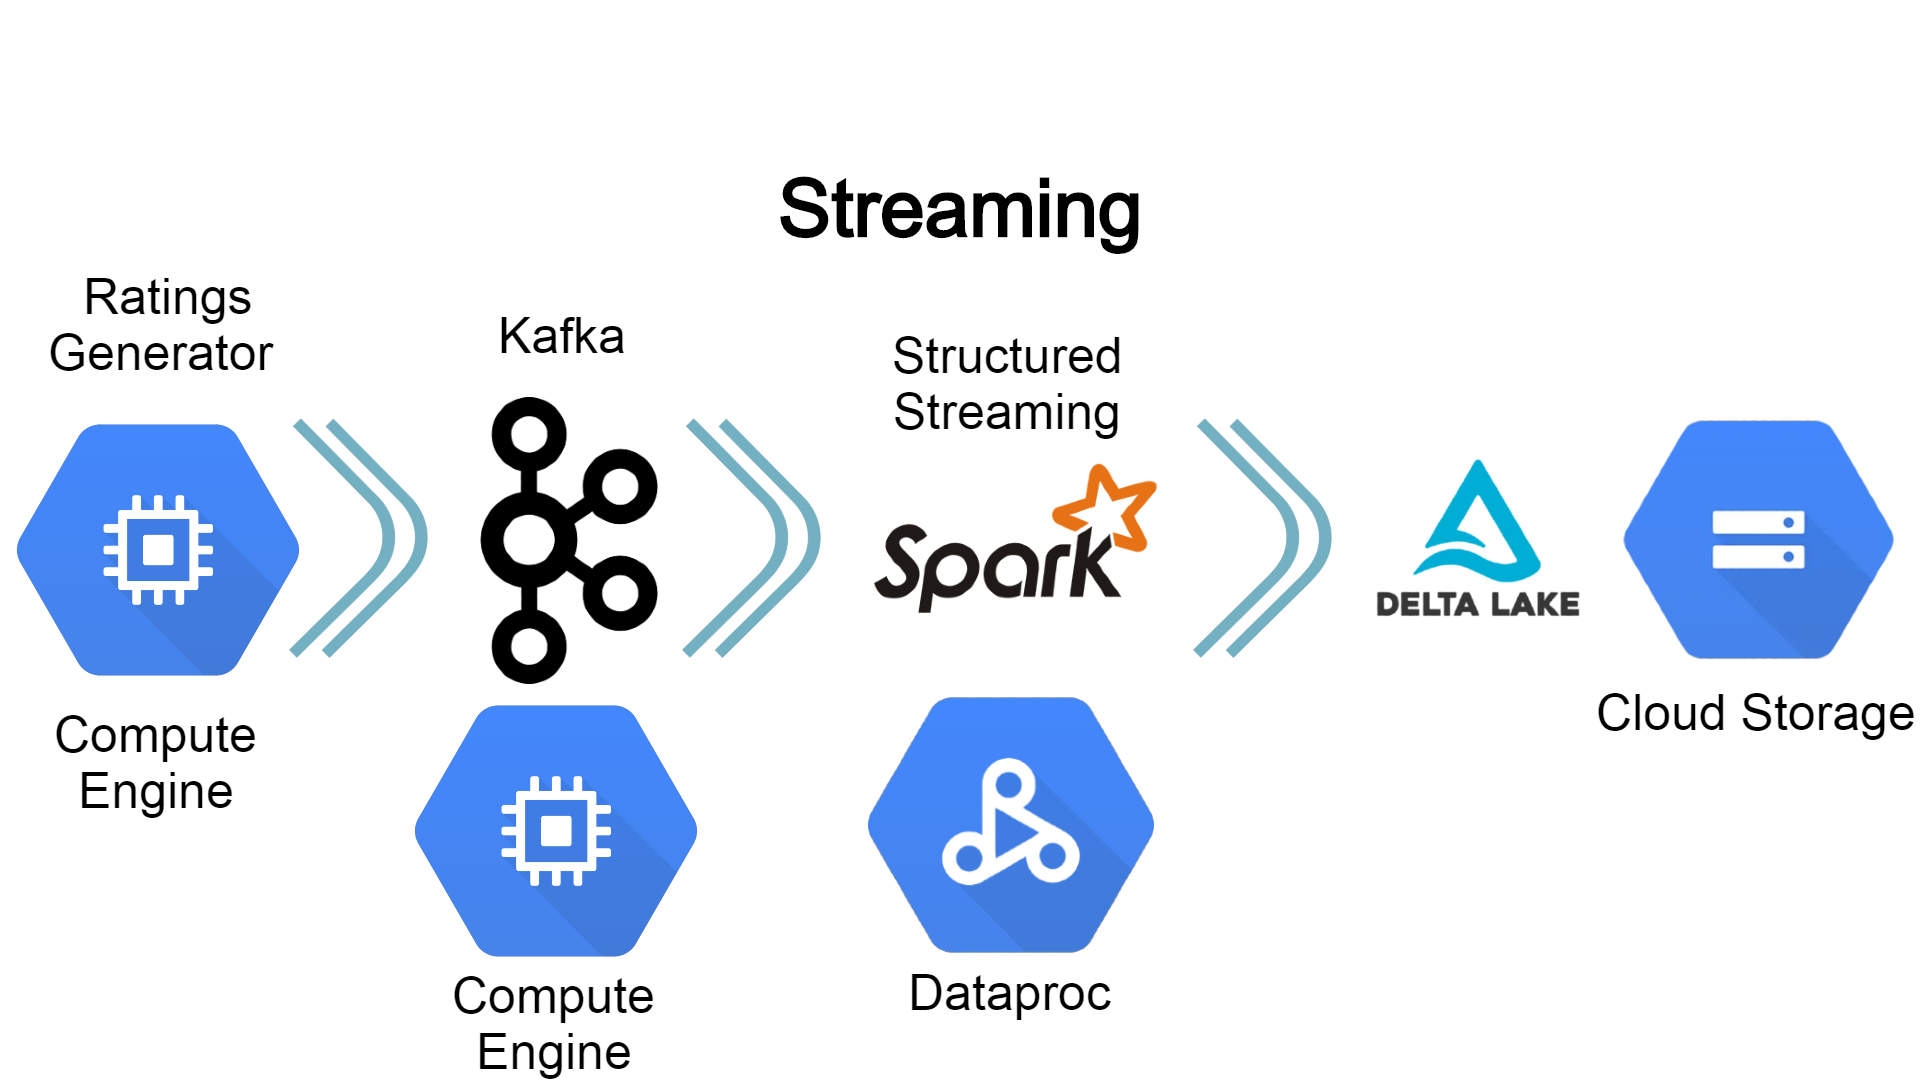 Streaming
Ratings
Generator
Kafka
Structured
Streaming
Spark
DELTA LAKE
Compute
Engine
Cloud Storage
Compute
Engine
Dataproc